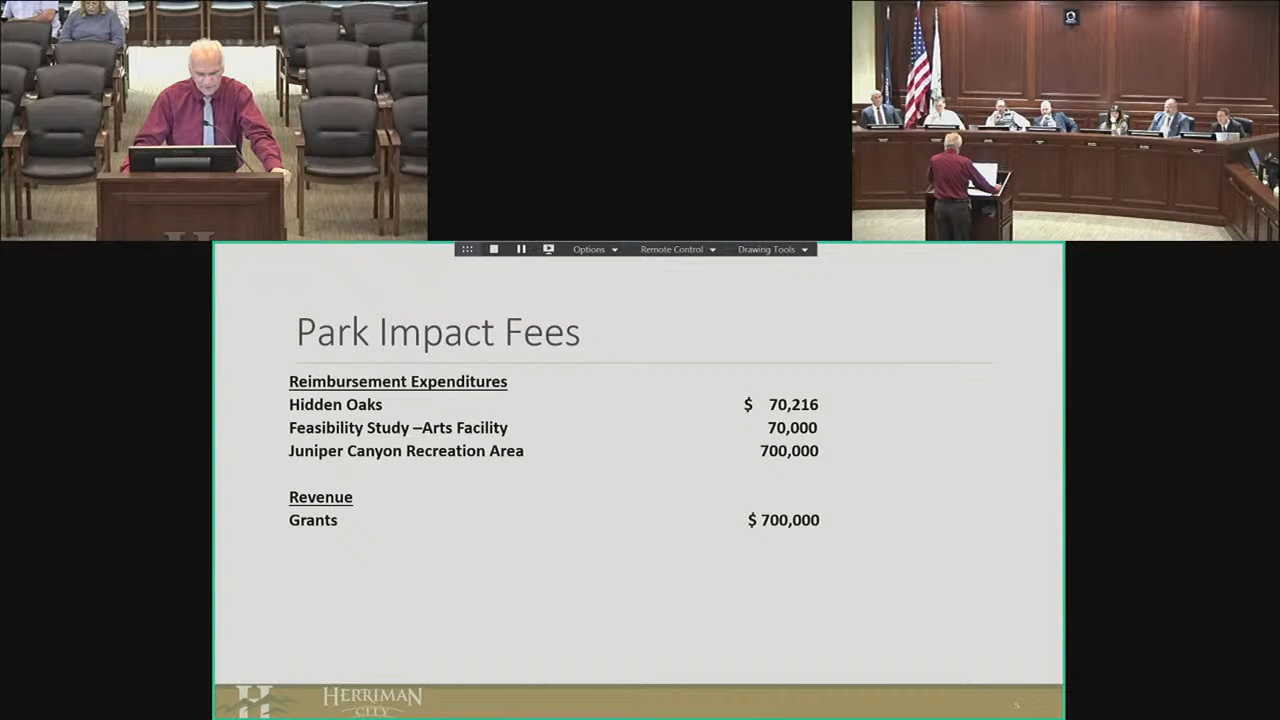 Options
Remote Control
Drawing Tools
Park Impact Fees
Reimbursement Expenditures
Hidden Oaks $ 70,216
Feasibility Study –Arts Facility 70,000
Juniper Canyon Recreation Area 700,000
Revenue
Grants $ 700,000
H HERRIMAN
CITY
5